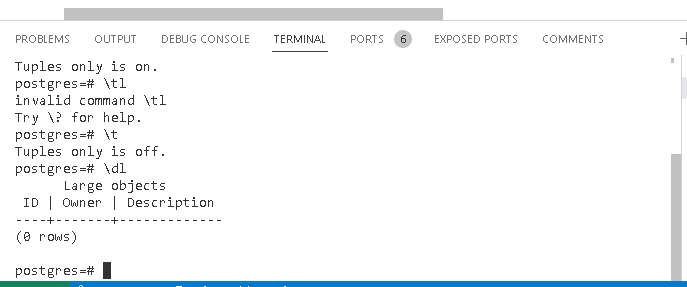 PROBLEMS OUTPUT DEBUG CONSOLE TERMINAL PORTS 6 EXPOSED PORTS COMMENTS
Tuples only is on.
postgres=# \tl
invalid command \tl
Try \? for help.
postgres=# \t
Tuples only is off.
postgres=# \dl
      Large objects
 ID | Owner | Description
----+-------+-------------
(0 rows)
postgres=#